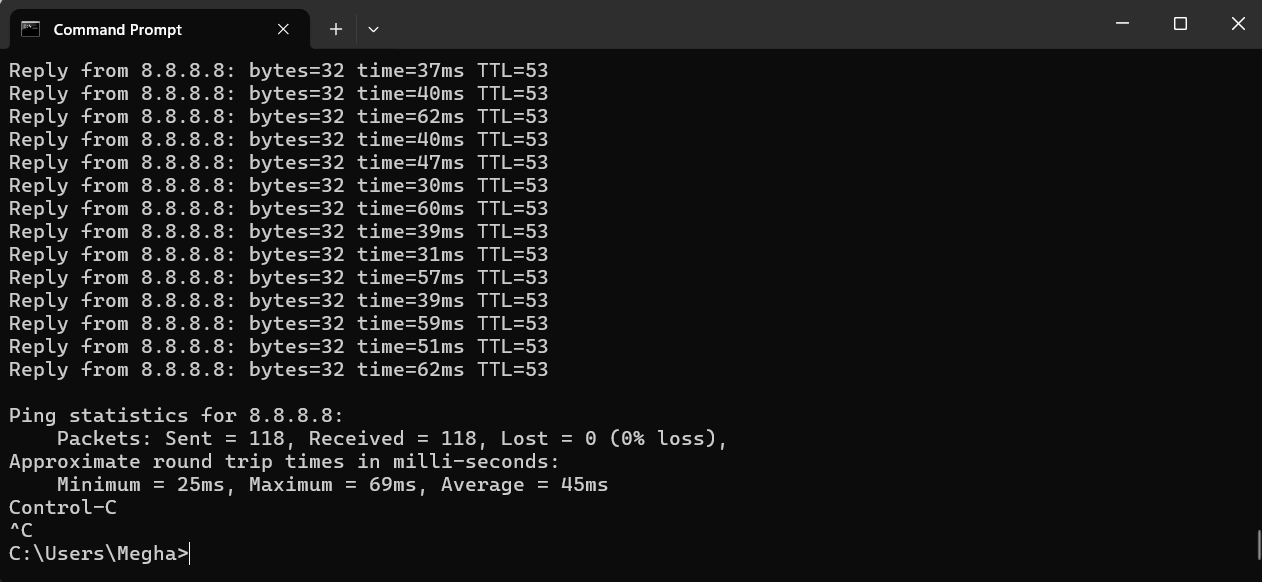 Command Prompt
Reply from 8.8.8.8: bytes=32 time=37ms TTL=53
Reply from 8.8.8.8: bytes=32 time=40ms TTL=53
Reply from 8.8.8.8: bytes=32 time=62ms TTL=53
Reply from 8.8.8.8: bytes=32 time=40ms TTL=53
Reply from 8.8.8.8: bytes=32 time=47ms TTL=53
Reply from 8.8.8.8: bytes=32 time=30ms TTL=53
Reply from 8.8.8.8: bytes=32 time=60ms TTL=53
Reply from 8.8.8.8: bytes=32 time=39ms TTL=53
Reply from 8.8.8.8: bytes=32 time=31ms TTL=53
Reply from 8.8.8.8: bytes=32 time=57ms TTL=53
Reply from 8.8.8.8: bytes=32 time=39ms TTL=53
Reply from 8.8.8.8: bytes=32 time=59ms TTL=53
Reply from 8.8.8.8: bytes=32 time=51ms TTL=53
Reply from 8.8.8.8: bytes=32 time=62ms TTL=53

Ping statistics for 8.8.8.8:
    Packets: Sent = 118, Received = 118, Lost = 0 (0% loss),
Approximate round trip times in milli-seconds:
    Minimum = 25ms, Maximum = 69ms, Average = 45ms
Control-C
^C
C:\Users\Megha>